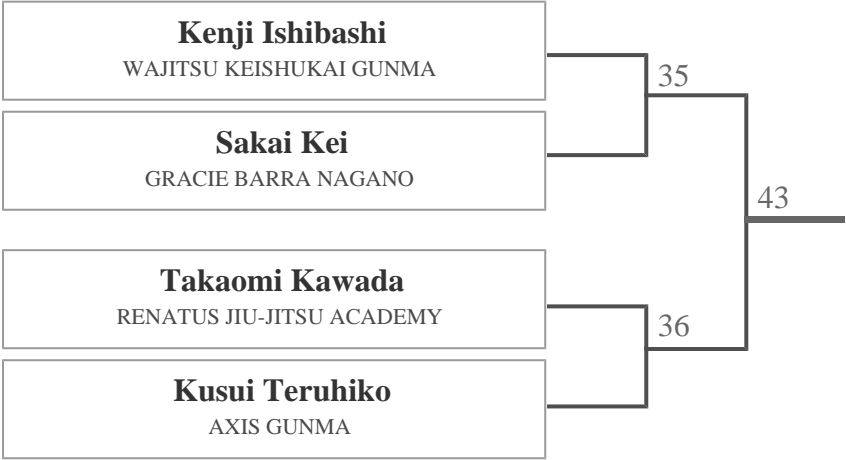 Kenji Ishibashi
WAJITSU KEISHUKAI GUNMA
35
Sakai Kei
GRACIE BARRA NAGANO
43
Takaomi Kawada
RENATUS JIU-JITSU ACADEMY
36
Kusui Teruhiko
AXIS GUNMA